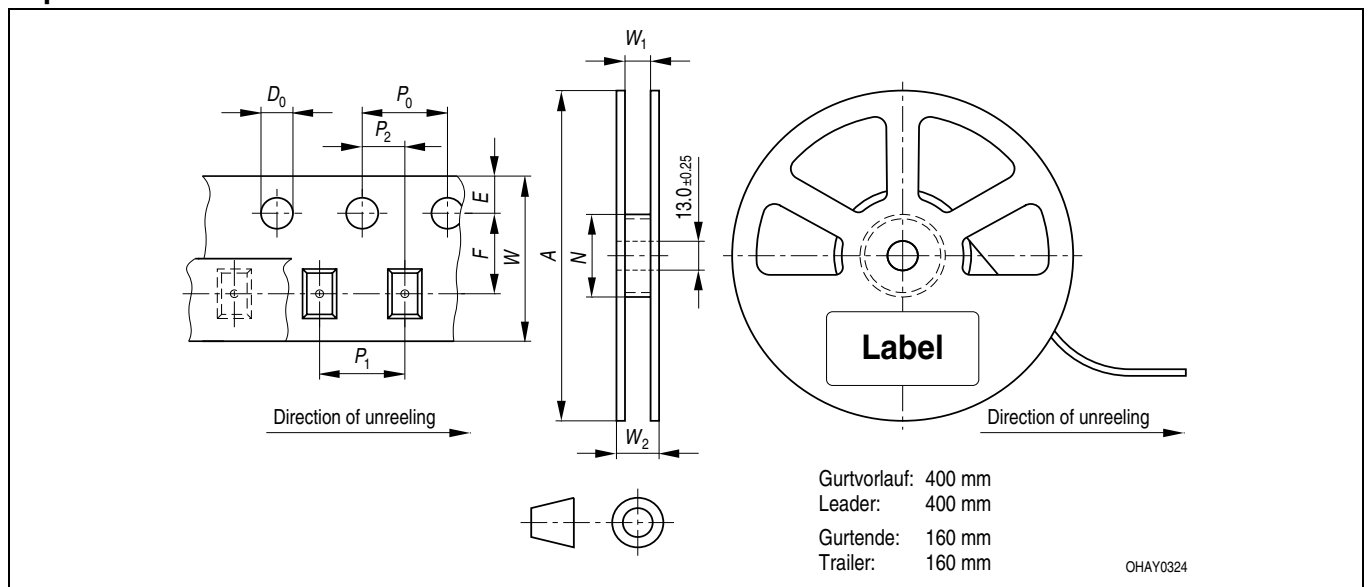 W₁
D₀
P₀
P₂
E
F
W
A
N
13.0 ±0.25
Label
P₁
Direction of unreeling
W₂
Direction of unreeling
Gurtvorlauf: 400 mm
Leader: 400 mm
Gurtende: 160 mm
Trailer: 160 mm
OHAY0324